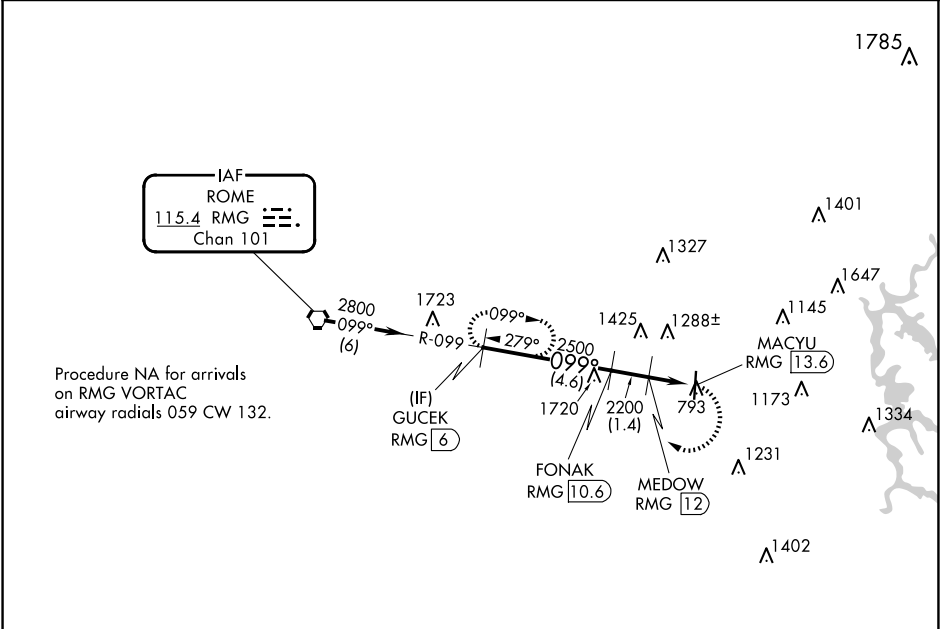 1785
IAF
ROME
115.4 RMG
Chan 101
1401
1327
1647
2800
099°
(6)
1723
R-099
099°
279°
2500
099°
(4.6)
1425
1288±
1145
MACYU
RMG 13.6
Procedure NA for arrivals
on RMG VORTAC
airway radials 059 CW 132.
(IF)
GUCEK
RMG 6
1720
2200
(1.4)
793
1173
1334
FONAK
RMG 10.6
MEDOW
RMG 12
1231
1402